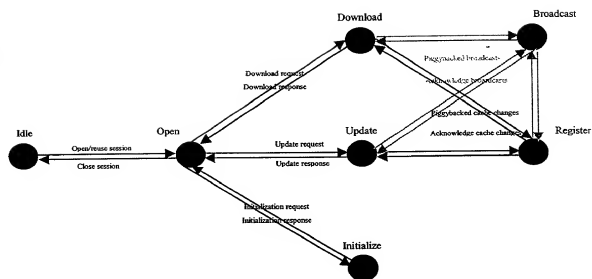 Download
Broadcast
Piggybacked broadcast
Download request
Acknowledge broadcasts
Download response
Piggybacked cache changes
Idle
Open
Update
Register
Acknowledge cache changes
Open/reuse session
Update request
Close session
Update response
Initialization request
Initialization response
Initialize